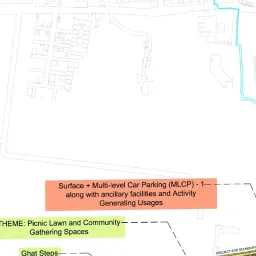 Surface + Multi-level Car Parking (MLCP) - 1
along with ancillary facilities and Activity
Generating Usages
THEME: Picnic Lawn and Community
Gathering Spaces
Ghat Steps